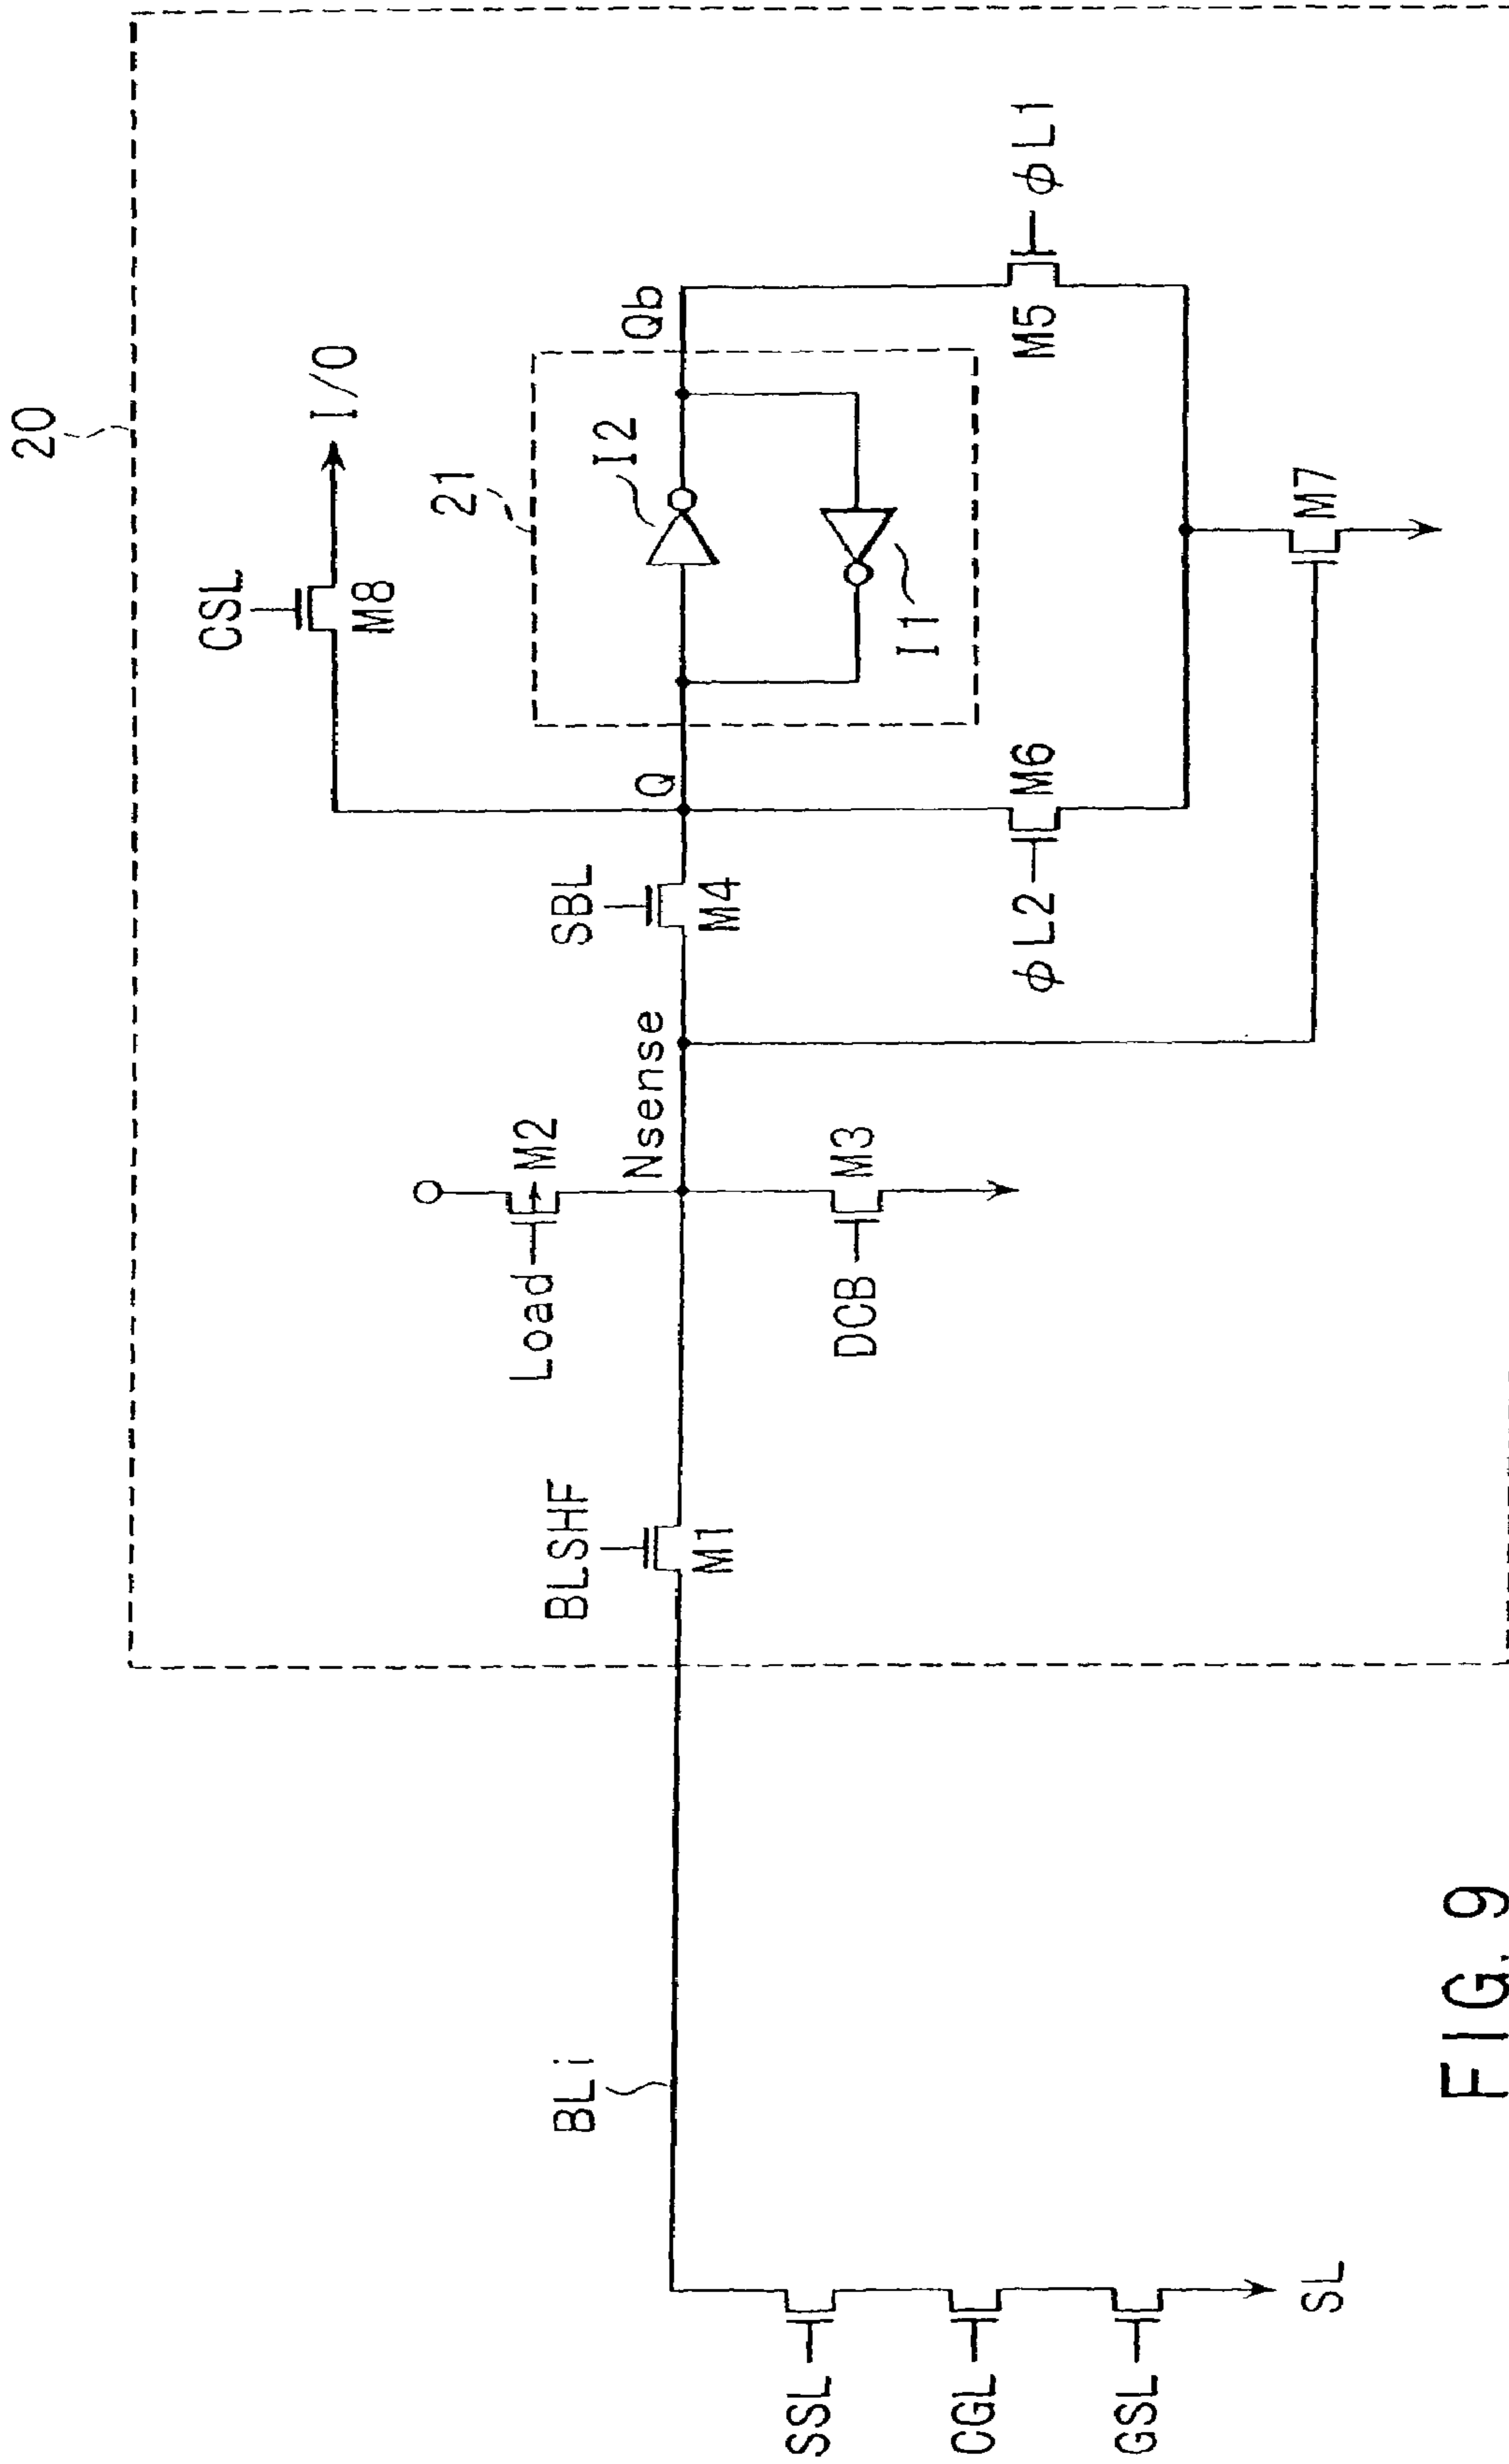 20
CSL
M8
I/O
21
I2
I1
Q
Qb
SBL
M4
Nsense
Load
M2
DCB
M3
BLSHF
M1
φL2
M6
M5
φL1
M7
BLi
SSL
CGL
GSL
SL
FIG. 9